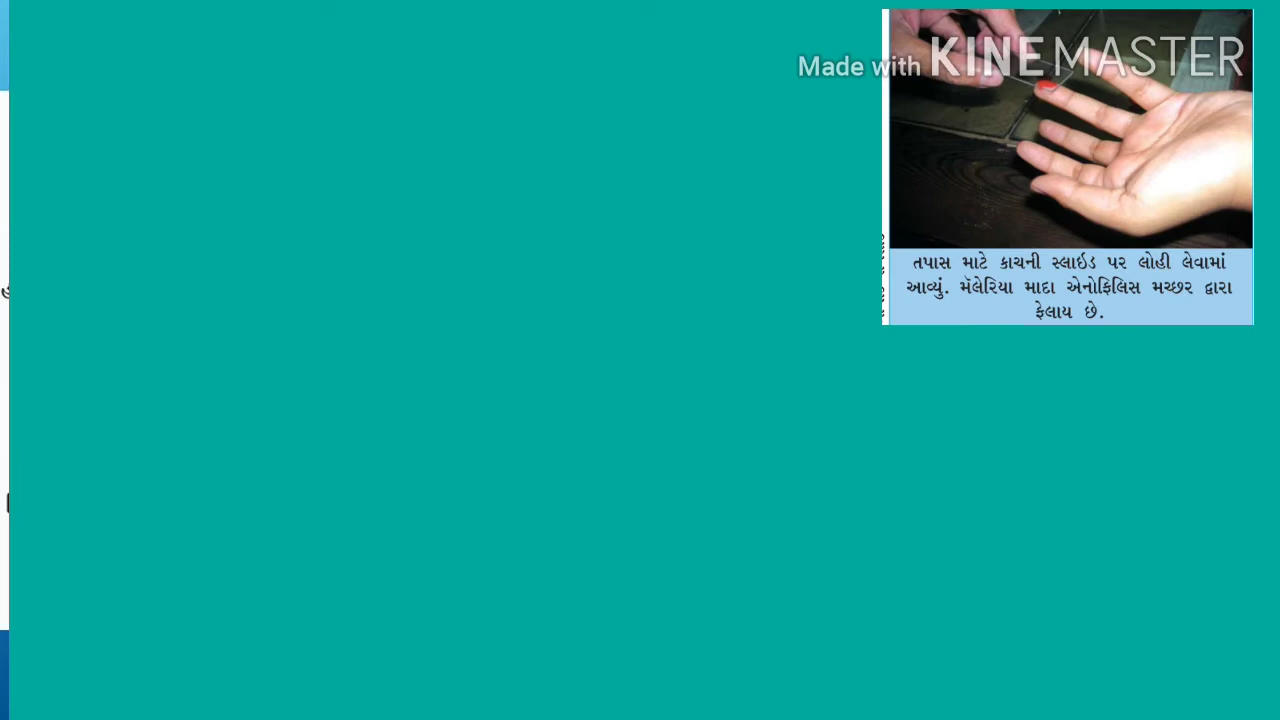 Made with KINEMASTER
તપાસ માટે કાચની સ્લાઇડ પર લોહી લેવામાં
આવ્યું. મૅલેરિયા માદા એનોફિલિસ મચ્છર દ્વારા
ફેલાય છે.